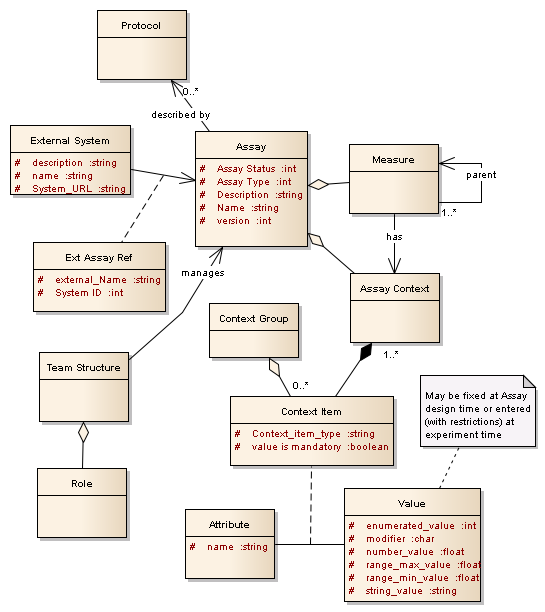 Protocol
0..*
described by
External System
# description :string
# name :string
# System_URL :string
Assay
# Assay Status :int
# Assay Type :int
# Description :string
# Name :string
# version :int
Measure
parent
1..*
has
Ext Assay Ref
# external_Name :string
# System ID :int
manages
Assay Context
1..*
Context Group
0..*
Team Structure
Role
Context Item
# Context_item_type :string
# value is mandatory :boolean
May be fixed at Assay
design time or entered
(with restrictions) at
experiment time
Attribute
# name :string
Value
# enumerated_value :int
# modifier :char
# number_value :float
# range_max_value :float
# range_min_value :float
# string_value :string